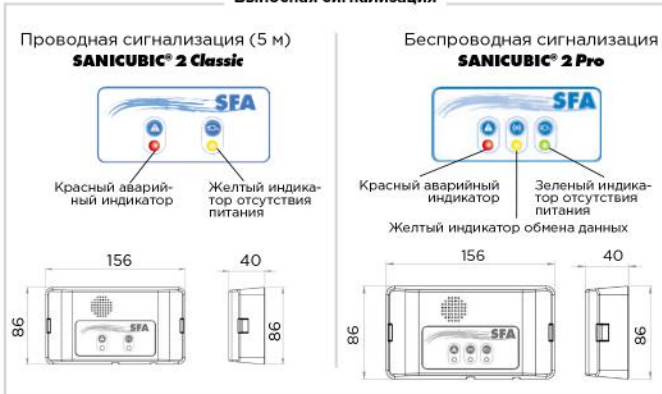 Выносная сигнализация
Проводная сигнализация (5 м)
SANICUBIC® 2 Classic
SFA
Красный аварий-
ный индикатор
Желтый индика-
тор отсутствия
питания
156
40
86
86
SFA
Беспроводная сигнализация
SANICUBIC® 2 Pro
SFA
Красный аварийный
индикатор
Зеленый индика-
тор отсутствия
питания
Желтый индикатор обмена данных
156
40
86
86
SFA